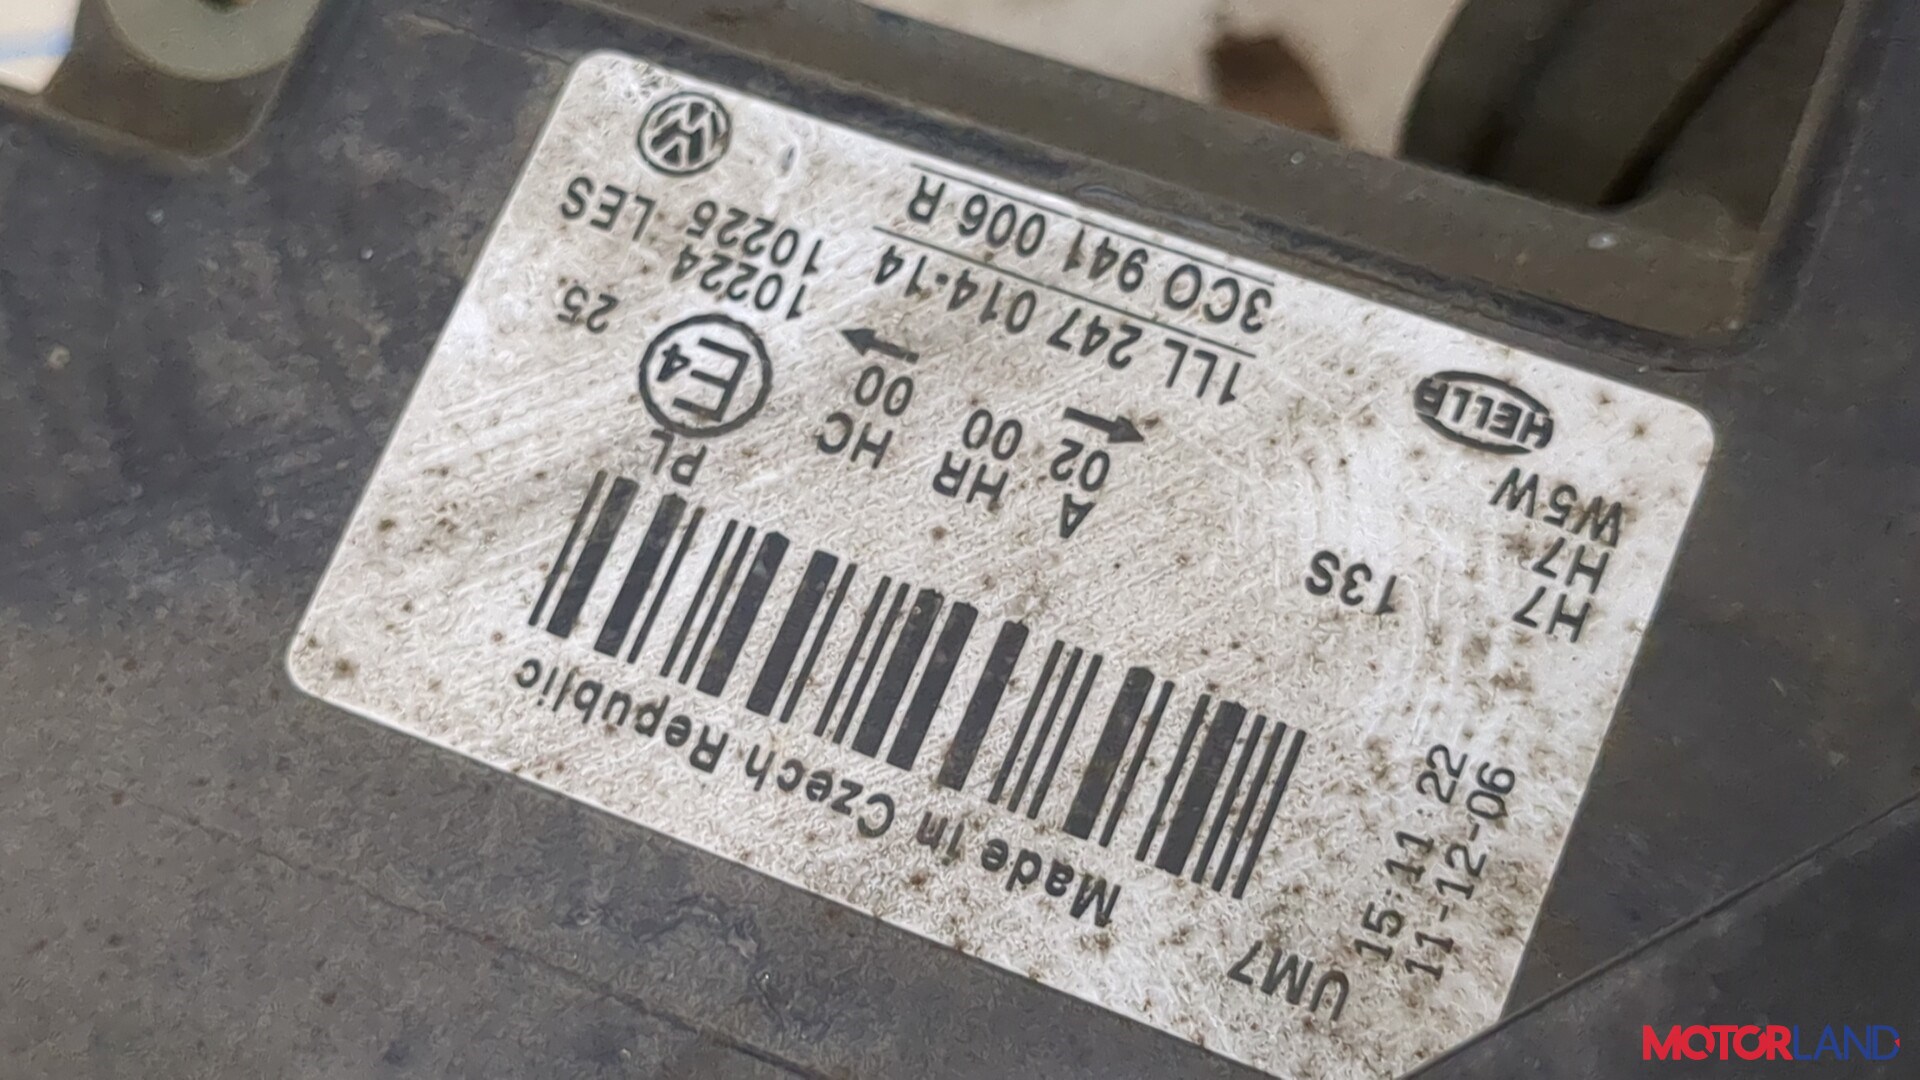 UM7
15:11:22
11-12-06
Made in Czech Republic
H7
H7
W5W
13S
HELLA
A
02
00
HR
00
HC
00
PL
E4
25.
1LL 247 014-14
10224 LES
10225
3C0 941 006 R
MOTORLAND